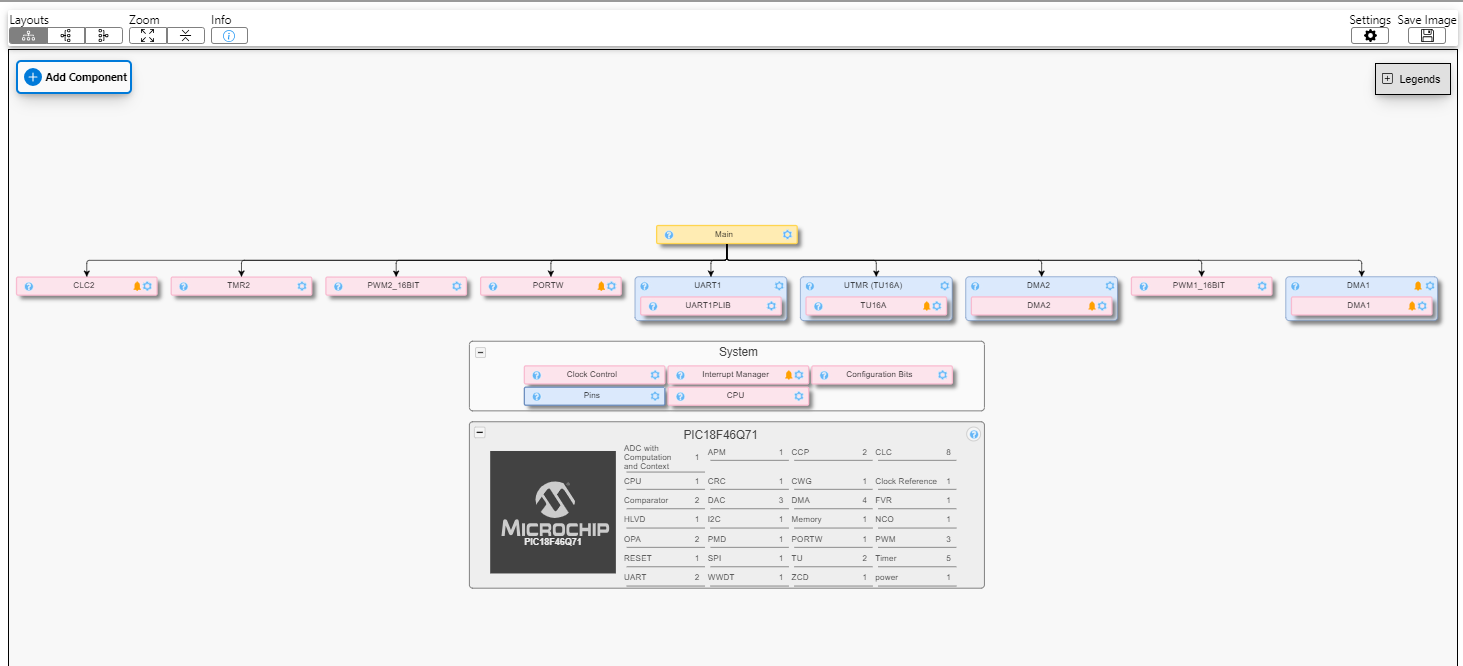 Layouts
Zoom
Info
Settings
Save Image
Add Component
Legends
Main
CLC2
TMR2
PWM2_16BIT
PORTW
UART1
UART1PLIB
UTMR (TU16A)
TU16A
DMA2
DMA2
PWM1_16BIT
DMA1
DMA1
System
Clock Control
Interrupt Manager
Configuration Bits
Pins
CPU
PIC18F46Q71
MICROCHIP
PIC18F46Q71
ADC with
Computation
and Context 1
APM 1
CCP 2
CLC 8
CPU 1
CRC 1
CWG 1
Clock Reference 1
Comparator 2
DAC 3
DMA 4
FVR 1
HLVD 1
I2C 1
Memory 1
NCO 1
OPA 2
PMD 1
PORTW 1
PWM 3
RESET 1
SPI 1
TU 2
Timer 5
UART 2
WWDT 1
ZCD 1
power 1